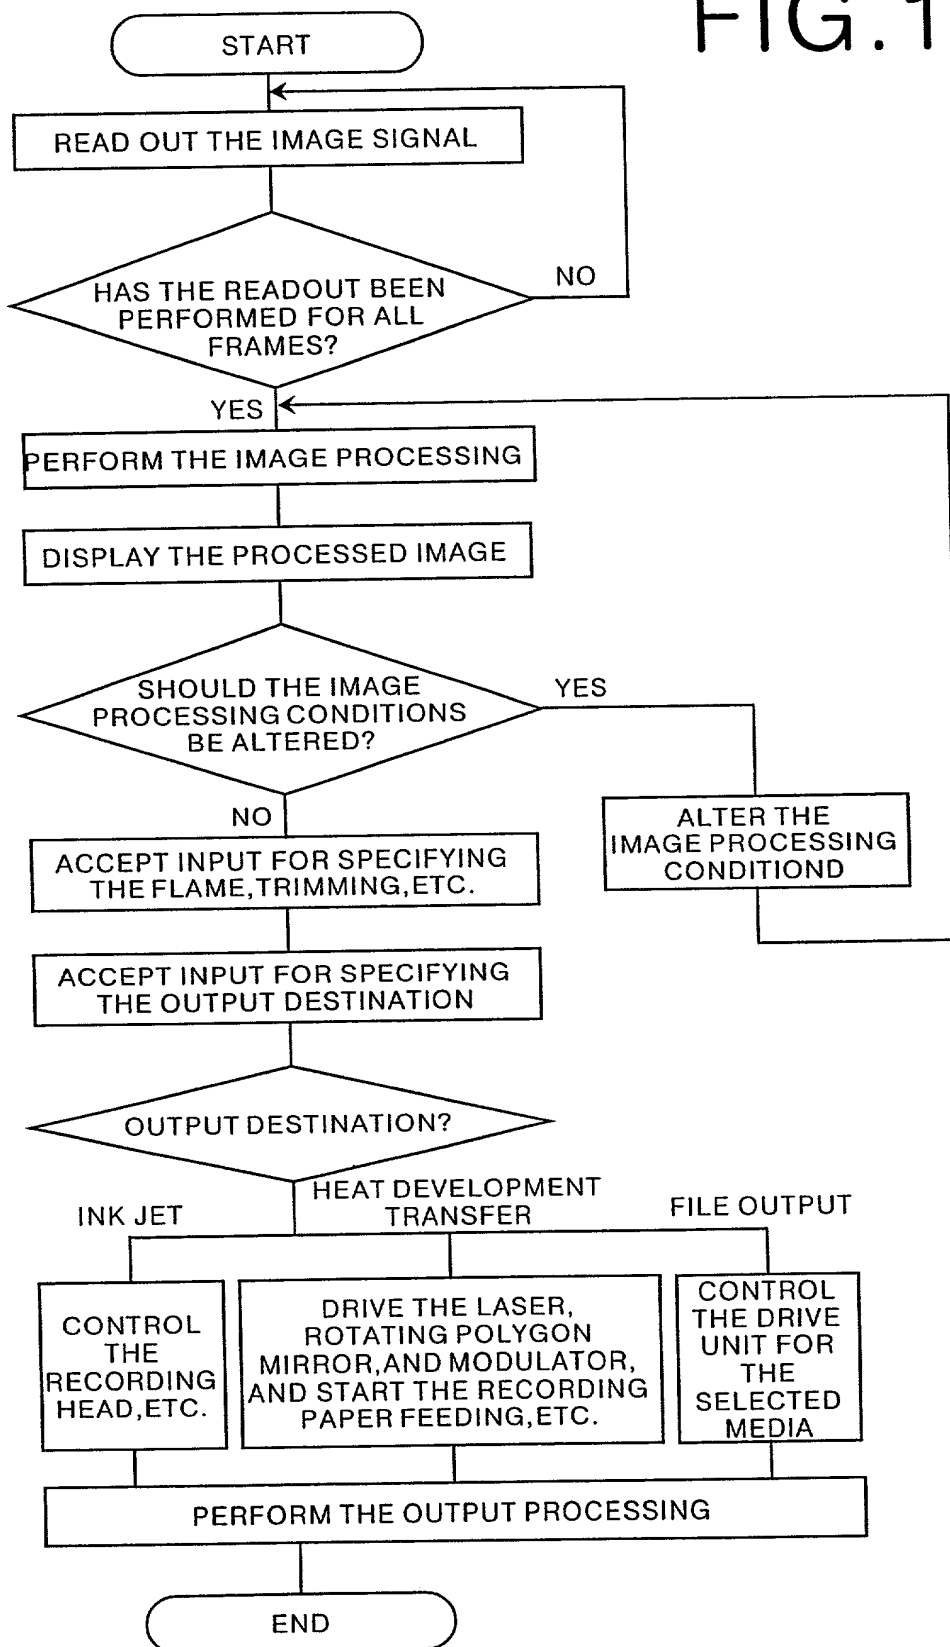 FIG.1
START
READ OUT THE IMAGE SIGNAL
HAS THE READOUT BEEN
PERFORMED FOR ALL
FRAMES?
NO
YES
PERFORM THE IMAGE PROCESSING
DISPLAY THE PROCESSED IMAGE
SHOULD THE IMAGE
PROCESSING CONDITIONS
BE ALTERED?
YES
NO
ALTER THE
IMAGE PROCESSING
CONDITIOND
ACCEPT INPUT FOR SPECIFYING
THE FLAME, TRIMMING, ETC.
ACCEPT INPUT FOR SPECIFYING
THE OUTPUT DESTINATION
OUTPUT DESTINATION?
INK JET
HEAT DEVELOPMENT
TRANSFER
FILE OUTPUT
CONTROL
THE
RECORDING
HEAD, ETC.
DRIVE THE LASER,
ROTATING POLYGON
MIRROR, AND MODULATOR,
AND START THE RECORDING
PAPER FEEDING, ETC.
CONTROL
THE DRIVE
UNIT FOR
THE
SELECTED
MEDIA
PERFORM THE OUTPUT PROCESSING
END